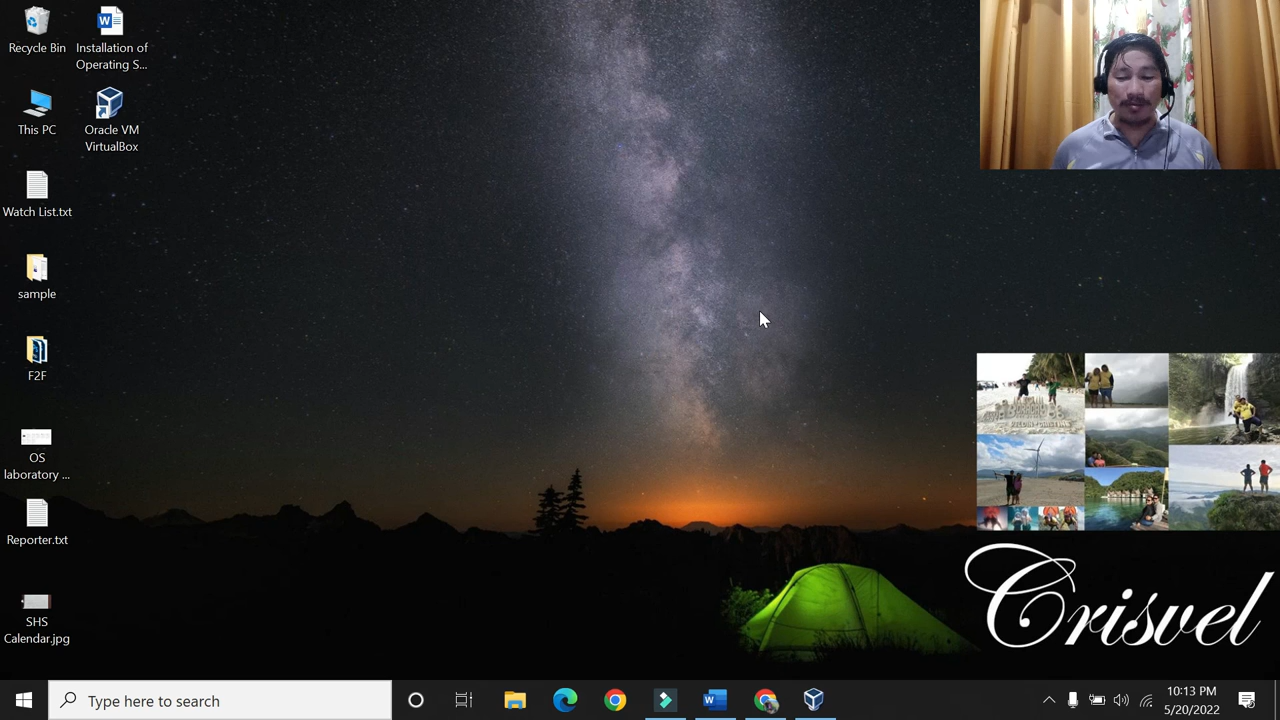 Recycle Bin
Installation of
Operating S...
This PC
Oracle VM
VirtualBox
Watch List.txt
sample
F2F
OS
laboratory ...
Reporter.txt
SHS
Calendar.jpg
Crisvel
Type here to search
10:13 PM
5/20/2022